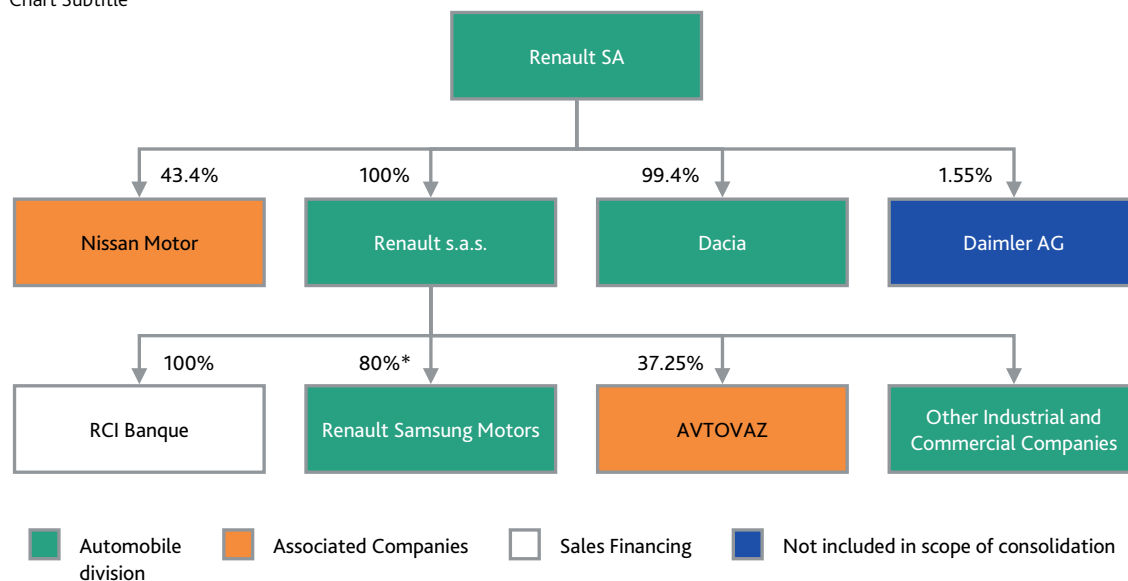 Chart Subtitle
Renault SA
43.4%
100%
99.4%
1.55%
Nissan Motor
Renault s.a.s.
Dacia
Daimler AG
100%
80%*
37.25%
RCI Banque
Renault Samsung Motors
AVTOVAZ
Other Industrial and
Commercial Companies
Automobile
division
Associated Companies
Sales Financing
Not included in scope of consolidation